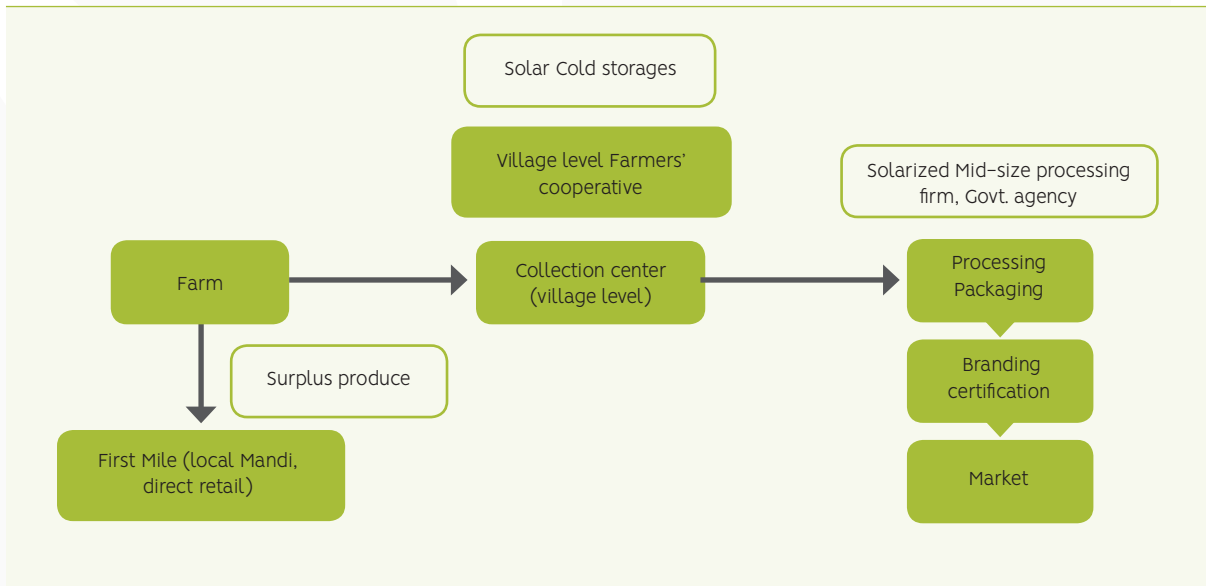 Solar Cold storages
Village level Farmers'
cooperative
Solarized Mid-size processing
firm, Govt. agency
Farm
Collection center
(village level)
Processing
Packaging
Surplus produce
Branding
certification
First Mile (local Mandi,
direct retail)
Market